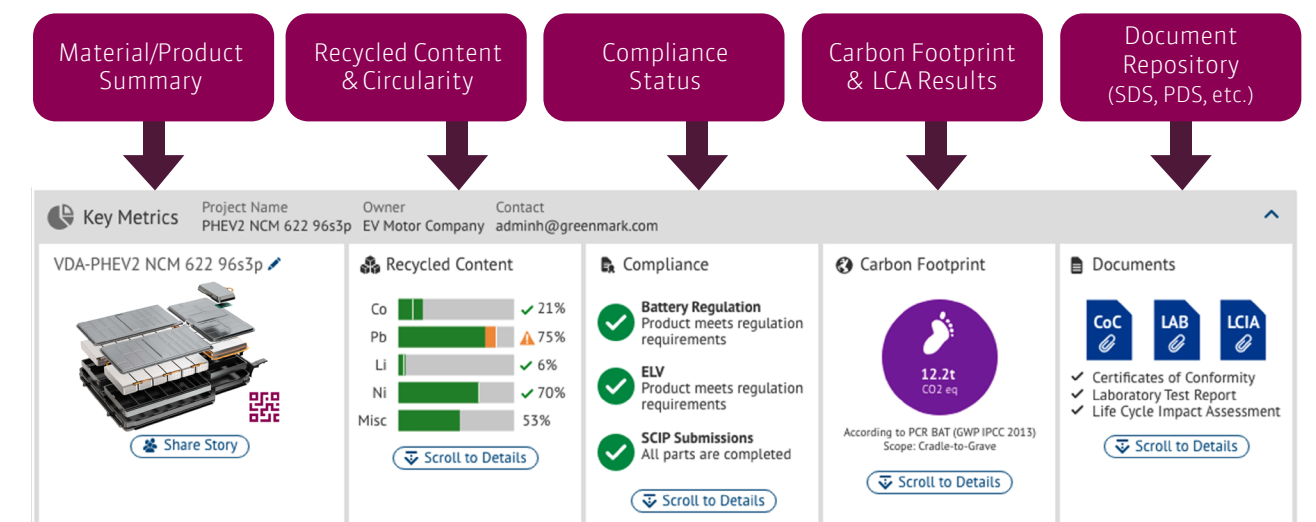 Material/Product
Summary
Recycled Content
& Circularity
Compliance
Status
Carbon Footprint
& LCA Results
Document
Repository
(SDS, PDS, etc.)
Key Metrics
Project Name
PHEV2 NCM 622 96s3p
Owner
EV Motor Company
Contact
adminh@greenmark.com
VDA-PHEV2 NCM 622 96s3p
Share Story
Recycled Content
Co 21%
Pb 75%
Li 6%
Ni 70%
Misc 53%
Scroll to Details
Compliance
Battery Regulation
Product meets regulation
requirements
ELV
Product meets regulation
requirements
SCIP Submissions
All parts are completed
Scroll to Details
Carbon Footprint
12.2t
CO2 eq
According to PCR BAT (GWP IPCC 2013)
Scope: Cradle-to-Grave
Scroll to Details
Documents
CoC LAB LCIA
Certificates of Conformity
Laboratory Test Report
Life Cycle Impact Assessment
Scroll to Details